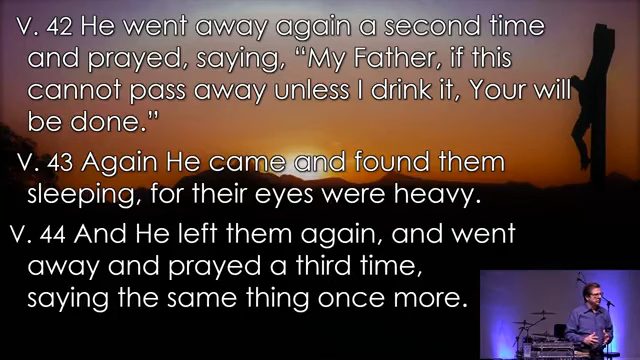 V. 42 He went away again a second time
and prayed, saying, “My Father, if this
cannot pass away unless I drink it, Your will
be done.”
V. 43 Again He came and found them
sleeping, for their eyes were heavy.
V. 44 And He left them again, and went
away and prayed a third time,
saying the same thing once more.